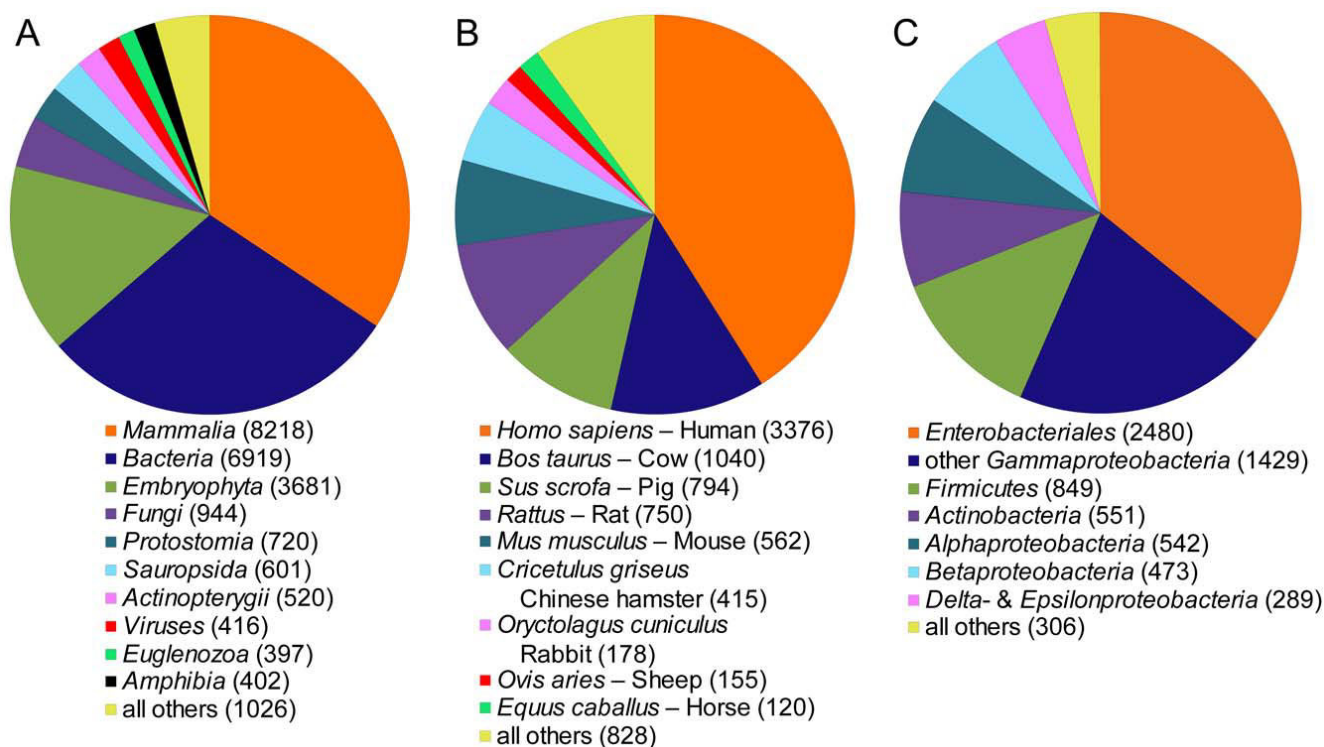 A
B
C
Mammalia (8218)
Bacteria (6919)
Embryophyta (3681)
Fungi (944)
Protostomia (720)
Sauropsida (601)
Actinopterygii (520)
Viruses (416)
Euglenozoa (397)
Amphibia (402)
all others (1026)
Homo sapiens – Human (3376)
Bos taurus – Cow (1040)
Sus scrofa – Pig (794)
Rattus – Rat (750)
Mus musculus – Mouse (562)
Cricetulus griseus
Chinese hamster (415)
Oryctolagus cuniculus
Rabbit (178)
Ovis aries – Sheep (155)
Equus caballus – Horse (120)
all others (828)
Enterobacteriales (2480)
other Gammaproteobacteria (1429)
Firmicutes (849)
Actinobacteria (551)
Alphaproteobacteria (542)
Betaproteobacteria (473)
Delta- & Epsilonproteobacteria (289)
all others (306)